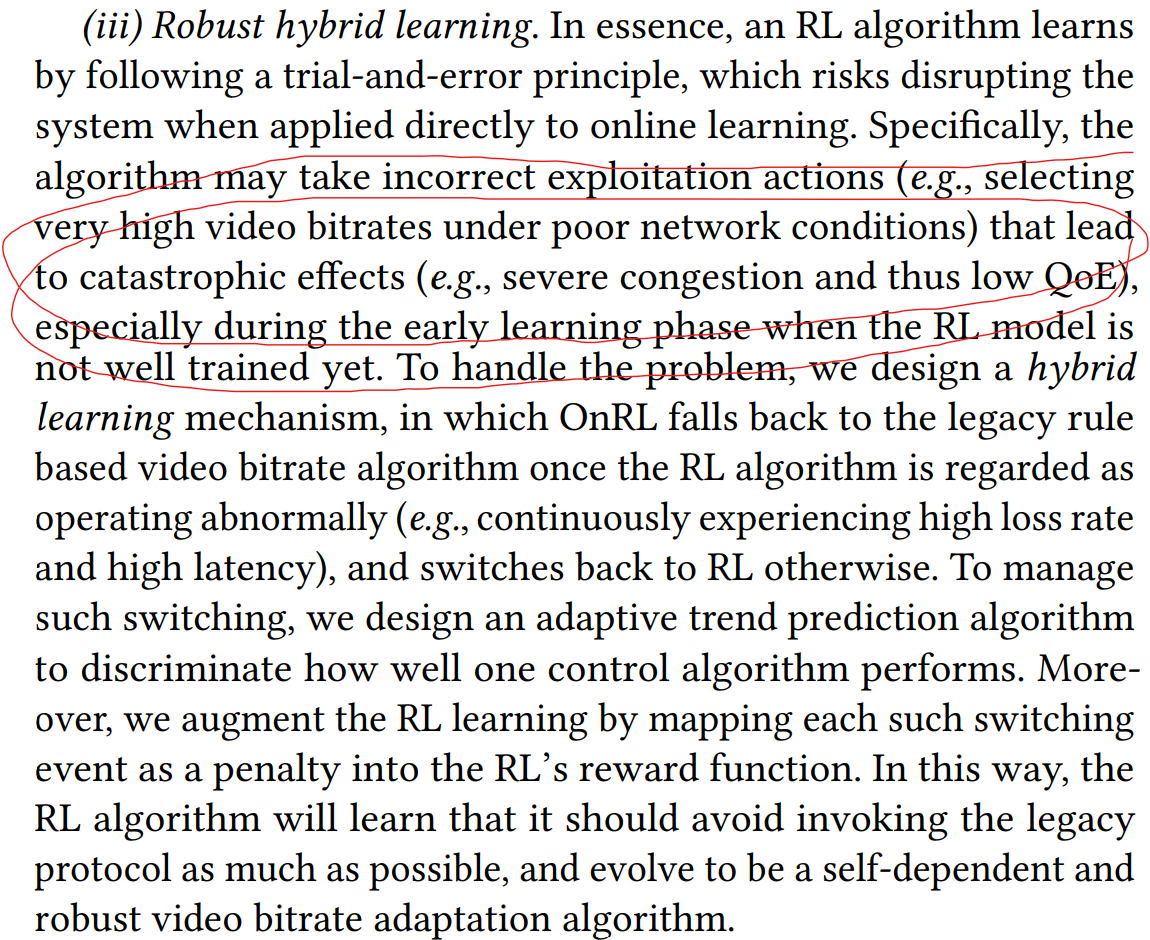 (iii) Robust hybrid learning. In essence, an RL algorithm learns
by following a trial-and-error principle, which risks disrupting the
system when applied directly to online learning. Specifically, the
algorithm may take incorrect exploitation actions (e.g., selecting
very high video bitrates under poor network conditions) that lead
to catastrophic effects (e.g., severe congestion and thus low QoE),
especially during the early learning phase when the RL model is
not well trained yet. To handle the problem, we design a hybrid
learning mechanism, in which OnRL falls back to the legacy rule
based video bitrate algorithm once the RL algorithm is regarded as
operating abnormally (e.g., continuously experiencing high loss rate
and high latency), and switches back to RL otherwise. To manage
such switching, we design an adaptive trend prediction algorithm
to discriminate how well one control algorithm performs. More-
over, we augment the RL learning by mapping each such switching
event as a penalty into the RL’s reward function. In this way, the
RL algorithm will learn that it should avoid invoking the legacy
protocol as much as possible, and evolve to be a self-dependent and
robust video bitrate adaptation algorithm.